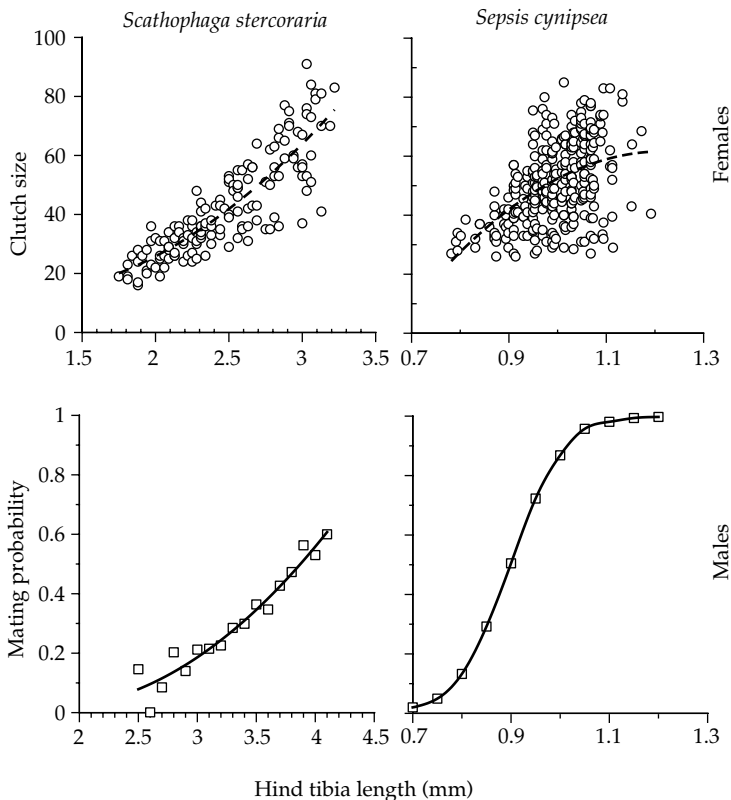 Scathophaga stercoraria
Sepsis cynipsea
100
80
60
40
20
0
Clutch size
1.5 2 2.5 3 3.5
0.7 0.9 1.1 1.3
Females
1
0.8
0.6
0.4
0.2
0
Mating probability
2 2.5 3 3.5 4 4.5
0.7 0.9 1.1 1.3
Males
Hind tibia length (mm)